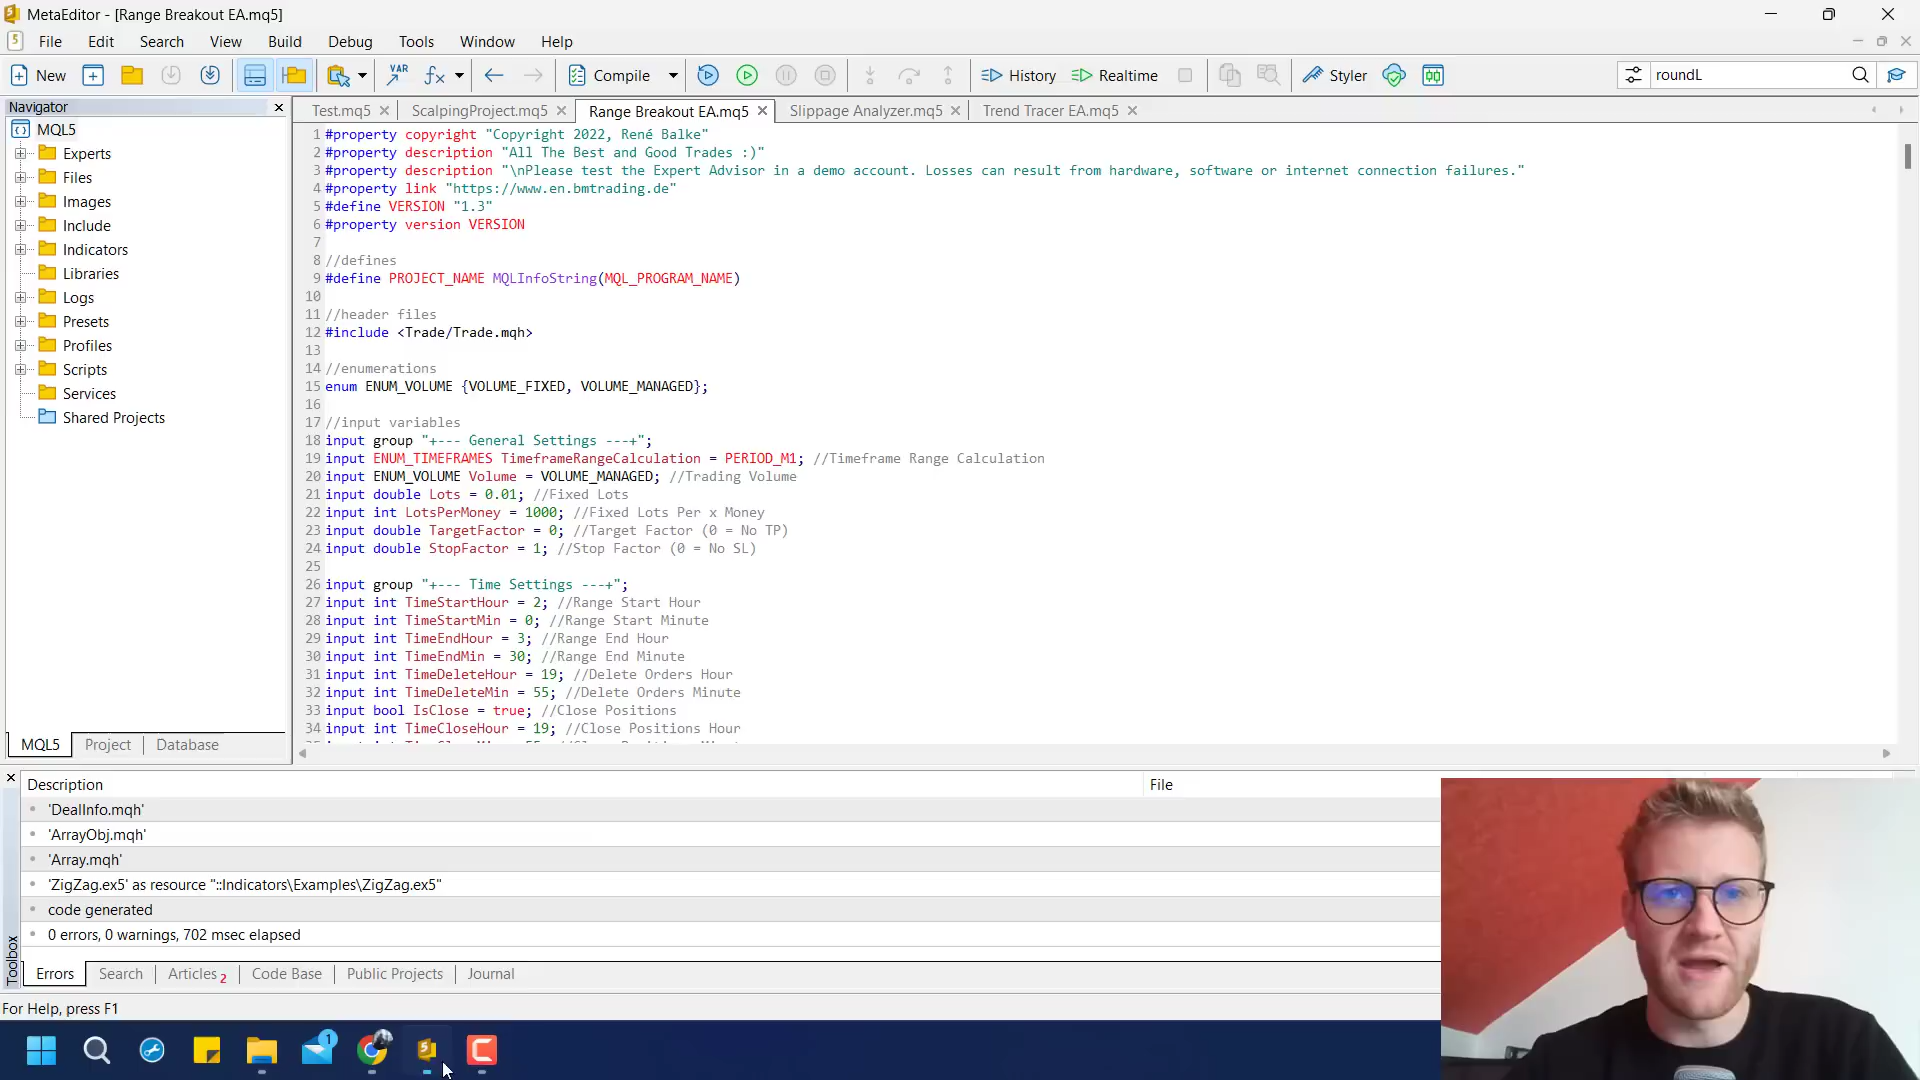 MetaEditor - [Range Breakout EA.mq5]
File Edit Search View Build Debug Tools Window Help
New VAR fx Compile History Realtime Styler roundL
Navigator
MQL5
Experts
Files
Images
Include
Indicators
Libraries
Logs
Presets
Profiles
Scripts
Services
Shared Projects
MQL5 Project Database
Test.mq5 ScalpingProject.mq5 Range Breakout EA.mq5 Slippage Analyzer.mq5 Trend Tracer EA.mq5
1 #property copyright "Copyright 2022, René Balke"
2 #property description "All The Best and Good Trades :)"
3 #property description "\nPlease test the Expert Advisor in a demo account. Losses can result from hardware, software or internet connection failures."
4 #property link "https://www.en.bmtrading.de"
5 #define VERSION "1.3"
6 #property version VERSION
7
8 //defines
9 #define PROJECT_NAME MQLInfoString(MQL_PROGRAM_NAME)
10
11 //header files
12 #include <Trade/Trade.mqh>
13
14 //enumerations
15 enum ENUM_VOLUME {VOLUME_FIXED, VOLUME_MANAGED};
16
17 //input variables
18 input group "+--- General Settings ---+";
19 input ENUM_TIMEFRAMES TimeframeRangeCalculation = PERIOD_M1; //Timeframe Range Calculation
20 input ENUM_VOLUME Volume = VOLUME_MANAGED; //Trading Volume
21 input double Lots = 0.01; //Fixed Lots
22 input int LotsPerMoney = 1000; //Fixed Lots Per x Money
23 input double TargetFactor = 0; //Target Factor (0 = No TP)
24 input double StopFactor = 1; //Stop Factor (0 = No SL)
25
26 input group "+--- Time Settings ---+";
27 input int TimeStartHour = 2; //Range Start Hour
28 input int TimeStartMin = 0; //Range Start Minute
29 input int TimeEndHour = 3; //Range End Hour
30 input int TimeEndMin = 30; //Range End Minute
31 input int TimeDeleteHour = 19; //Delete Orders Hour
32 input int TimeDeleteMin = 55; //Delete Orders Minute
33 input bool IsClose = true; //Close Positions
34 input int TimeCloseHour = 19; //Close Positions Hour
Description File
'DealInfo.mqh'
'ArrayObj.mqh'
'Array.mqh'
'ZigZag.ex5' as resource "::Indicators\Examples\ZigZag.ex5"
code generated
0 errors, 0 warnings, 702 msec elapsed
Toolbox
Errors Search Articles 2 Code Base Public Projects Journal
For Help, press F1
1
5